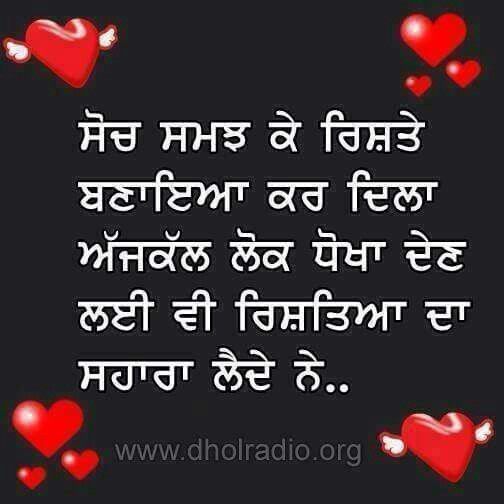 ਸੋਚ ਸਮਝ ਕੇ ਰਿਸ਼ਤੇ
ਬਣਾਇਆ ਕਰ ਦਿਲਾ
ਅੱਜਕੱਲ ਲੋਕ ਧੋਖਾ ਦੇਣ
ਲਈ ਵੀ ਰਿਸ਼ਤਿਆ ਦਾ
ਸਹਾਰਾ ਲੈਦੇ ਨੇ..
www.dholradio.org